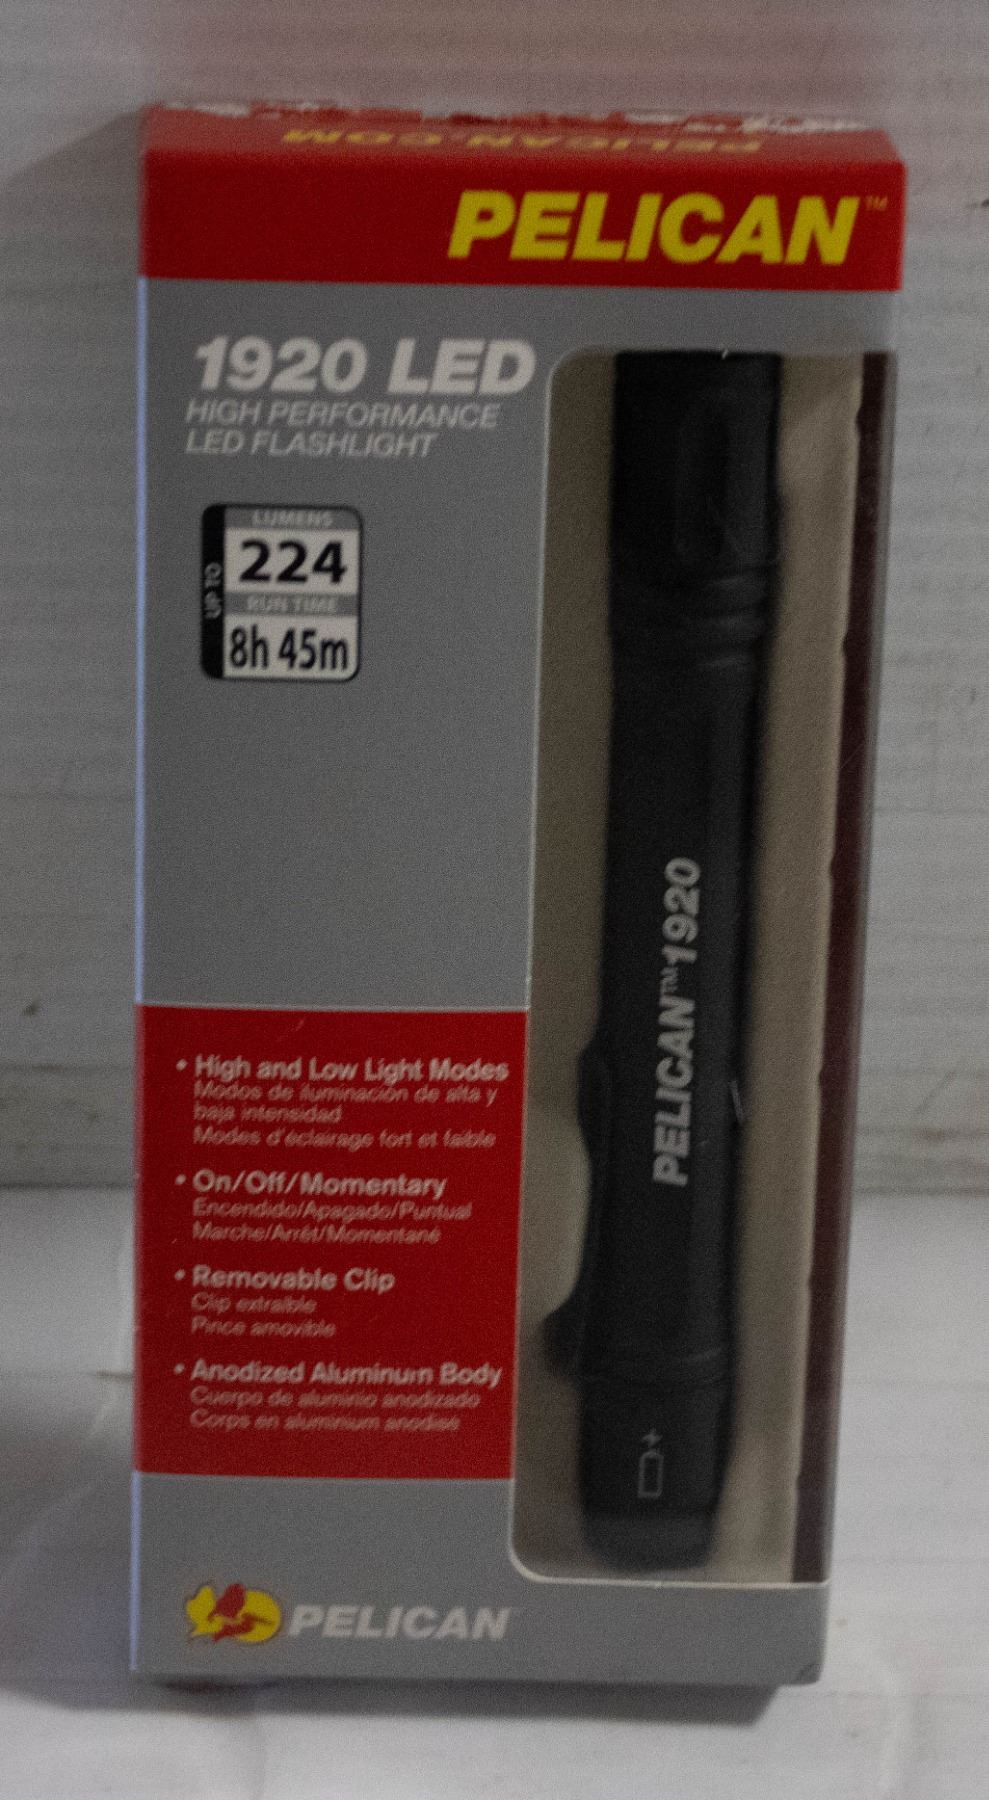 PELICAN.COM
PELICAN™
1920 LED
HIGH PERFORMANCE
LED FLASHLIGHT
UP TO
LUMENS
224
RUN TIME
8h 45m
PELICAN™ 1920
• High and Low Light Modes
Modos de iluminación de alta y
baja intensidad
Modes d'éclairage fort et faible
• On/Off/Momentary
Encendido/Apagado/Puntual
Marche/Arrêt/Momentané
• Removable Clip
Clip extraíble
Pince amovible
• Anodized Aluminum Body
Cuerpo de aluminio anodizado
Corps en aluminium anodisé
+
PELICAN™